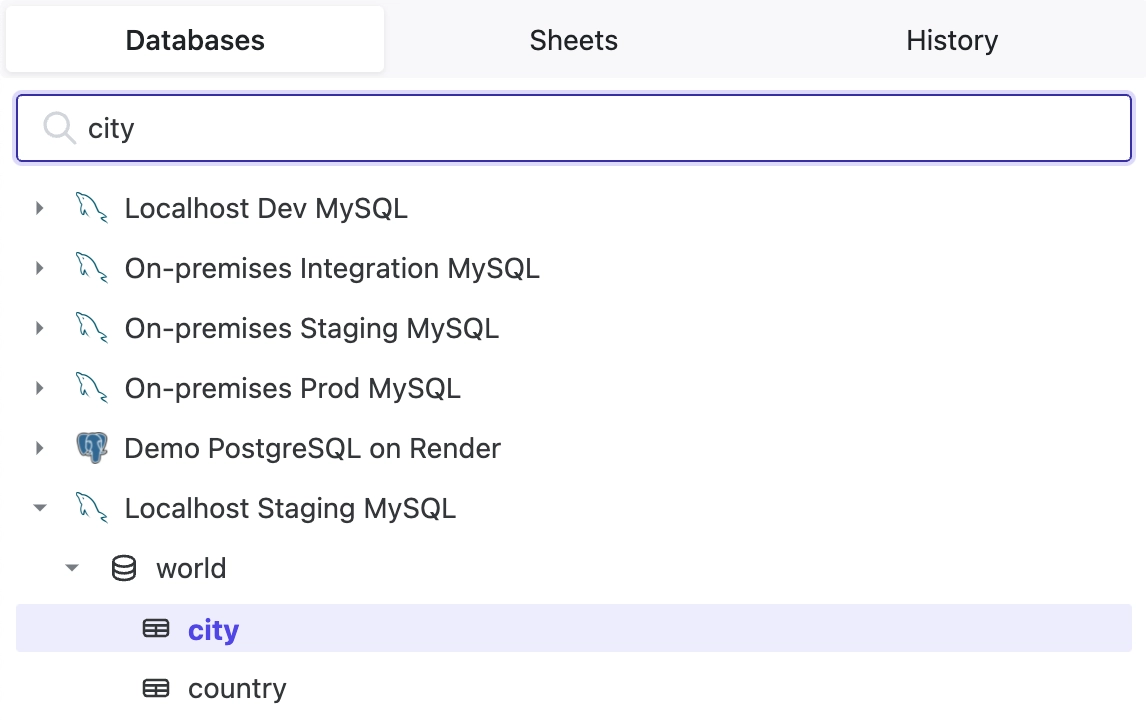 Databases Sheets History
city
Localhost Dev MySQL
On-premises Integration MySQL
On-premises Staging MySQL
On-premises Prod MySQL
Demo PostgreSQL on Render
Localhost Staging MySQL
world
city
country